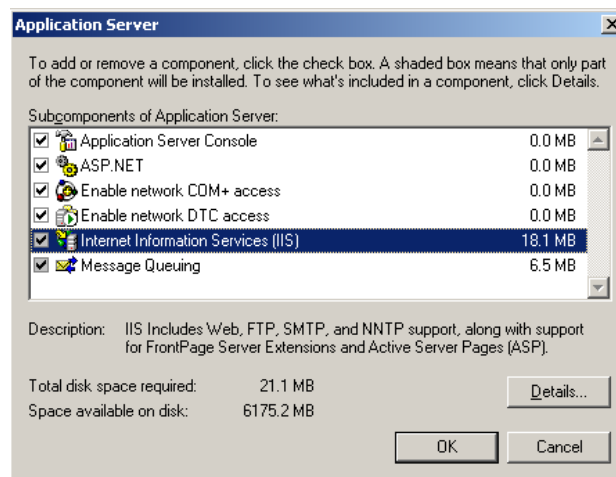 Application Server
To add or remove a component, click the check box. A shaded box means that only part
of the component will be installed. To see what's included in a component, click Details.
Subcomponents of Application Server:
Application Server Console 0.0 MB
ASP.NET 0.0 MB
Enable network COM+ access 0.0 MB
Enable network DTC access 0.0 MB
Internet Information Services (IIS) 18.1 MB
Message Queuing 6.5 MB
Description: IIS Includes Web, FTP, SMTP, and NNTP support, along with support
for FrontPage Server Extensions and Active Server Pages (ASP).
Total disk space required: 21.1 MB
Space available on disk: 6175.2 MB
Details...
OK Cancel